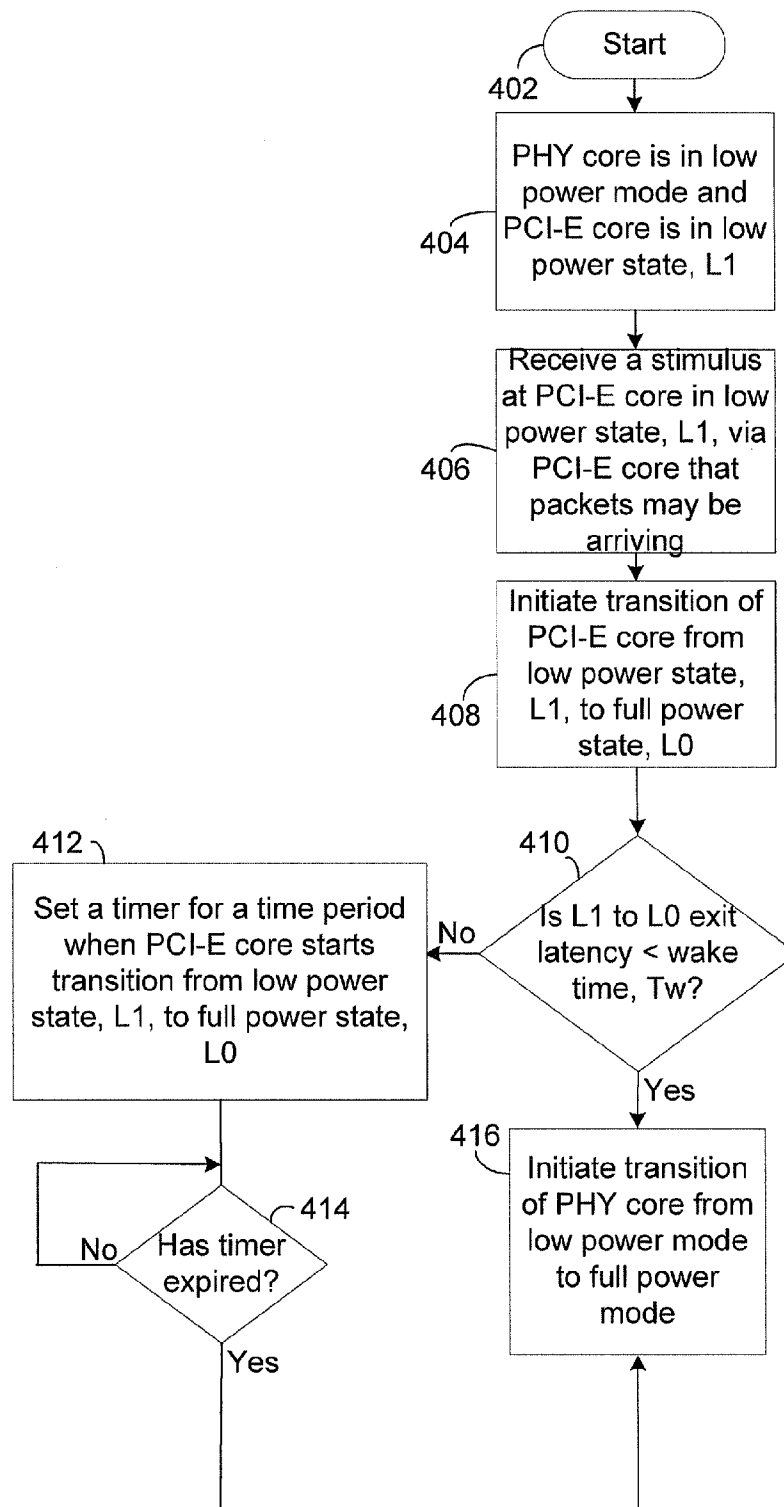 Start
402
PHY core is in low
power mode and
PCI-E core is in low
power state, L1
404
Receive a stimulus
at PCI-E core in low
power state, L1, via
PCI-E core that
packets may be
arriving
406
Initiate transition of
PCI-E core from
low power state,
L1, to full power
state, L0
408
410
Is L1 to L0 exit
latency < wake
time, Tw?
No
Yes
412
Set a timer for a time period
when PCI-E core starts
transition from low power
state, L1, to full power state,
L0
414
Has timer
expired?
No
Yes
416
Initiate transition
of PHY core from
low power mode
to full power
mode